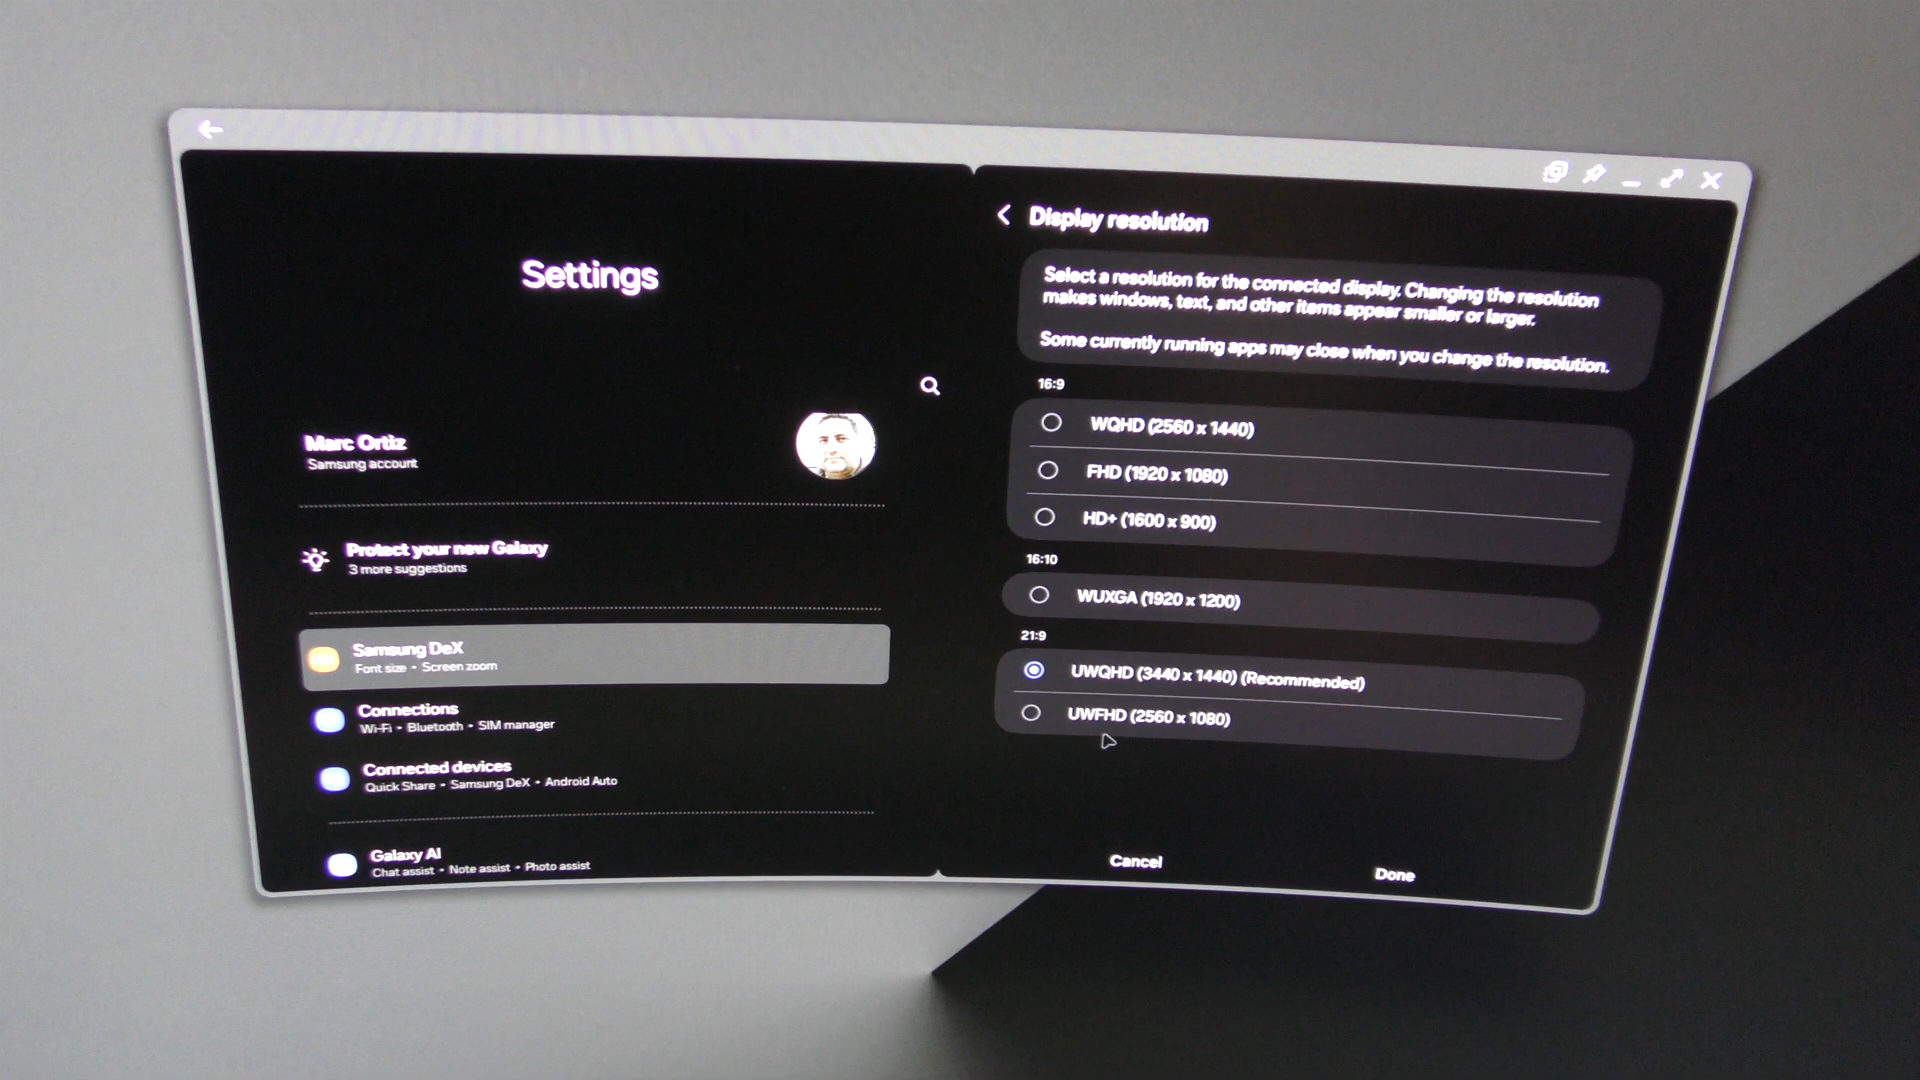 Settings
Marc Ortiz
Samsung account
Protect your new Galaxy
3 more suggestions
Samsung DeX
Font size • Screen zoom
Connections
Wi-Fi • Bluetooth • SIM manager
Connected devices
Quick Share • Samsung DeX • Android Auto
Galaxy AI
Chat assist • Note assist • Photo assist
Display resolution
Select a resolution for the connected display. Changing the resolution
makes windows, text, and other items appear smaller or larger.
Some currently running apps may close when you change the resolution.
16:9
WQHD (2560 x 1440)
FHD (1920 x 1080)
HD+ (1600 x 900)
16:10
WUXGA (1920 x 1200)
21:9
UWQHD (3440 x 1440) (Recommended)
UWFHD (2560 x 1080)
Cancel
Done